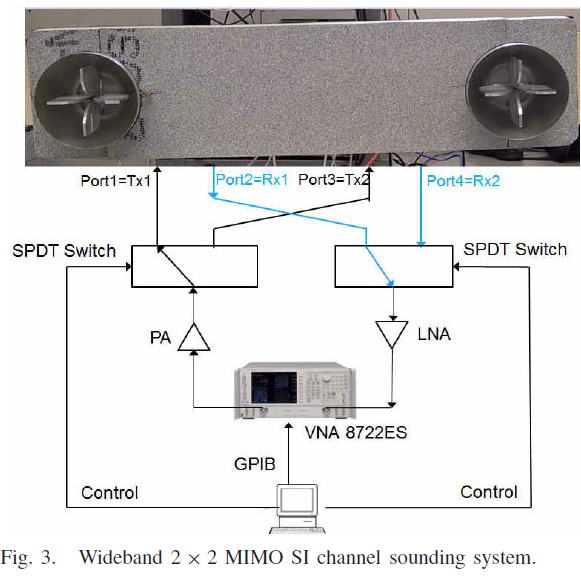 Port1=Tx1 Port2=Rx1 Port3=Tx2 Port4=Rx2
SPDT Switch SPDT Switch
PA LNA
VNA 8722ES
GPIB
Control Control
Fig. 3. Wideband 2 × 2 MIMO SI channel sounding system.